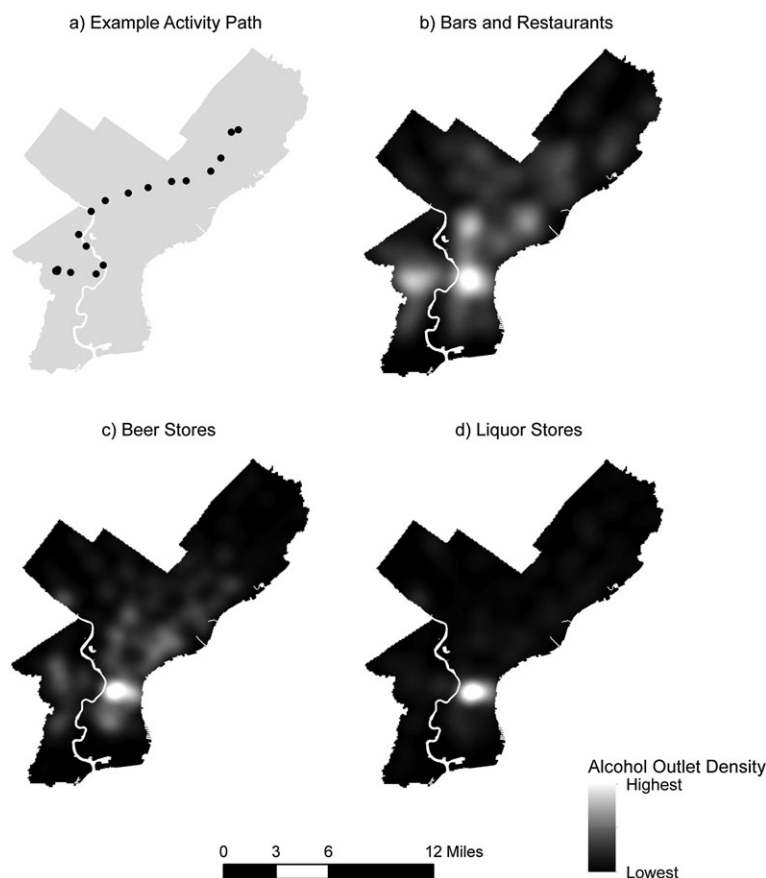 a) Example Activity Path
b) Bars and Restaurants
c) Beer Stores
d) Liquor Stores
Alcohol Outlet Density
Highest
Lowest
0 3 6 12 Miles